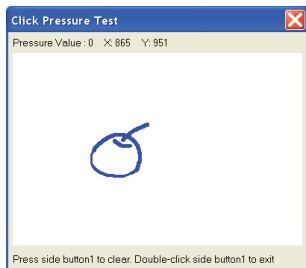 Click Pressure Test
Pressure Value : 0 X: 865 Y: 951
Press side button1 to clear. Double-click side button1 to exit